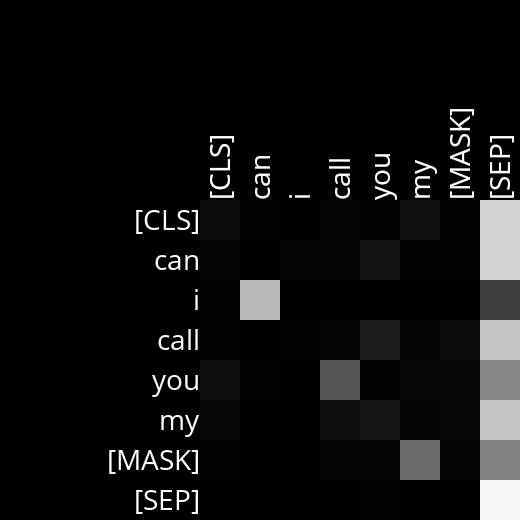 [CLS] can i call you my [MASK] [SEP]
[CLS]
can
i
call
you
my
[MASK]
[SEP]